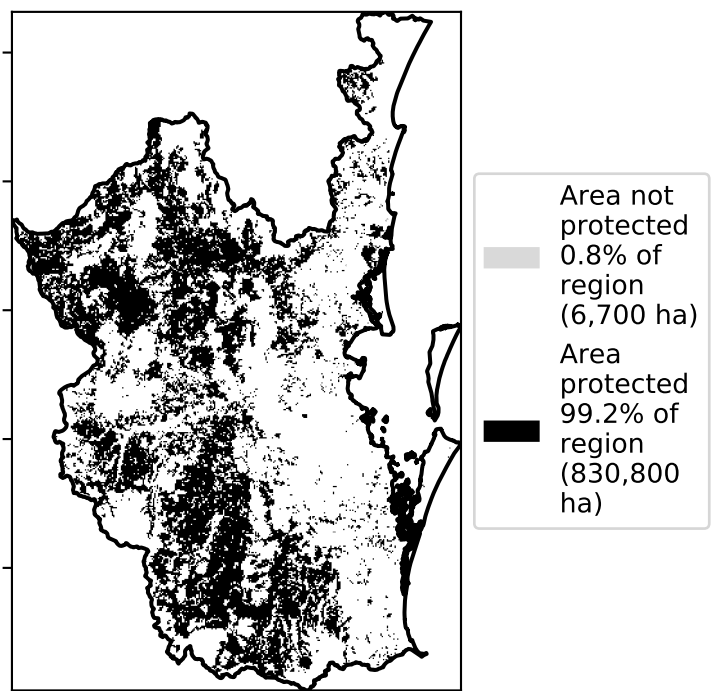 Area not
protected
0.8% of
region
(6,700 ha)
Area
protected
99.2% of
region
(830,800
ha)